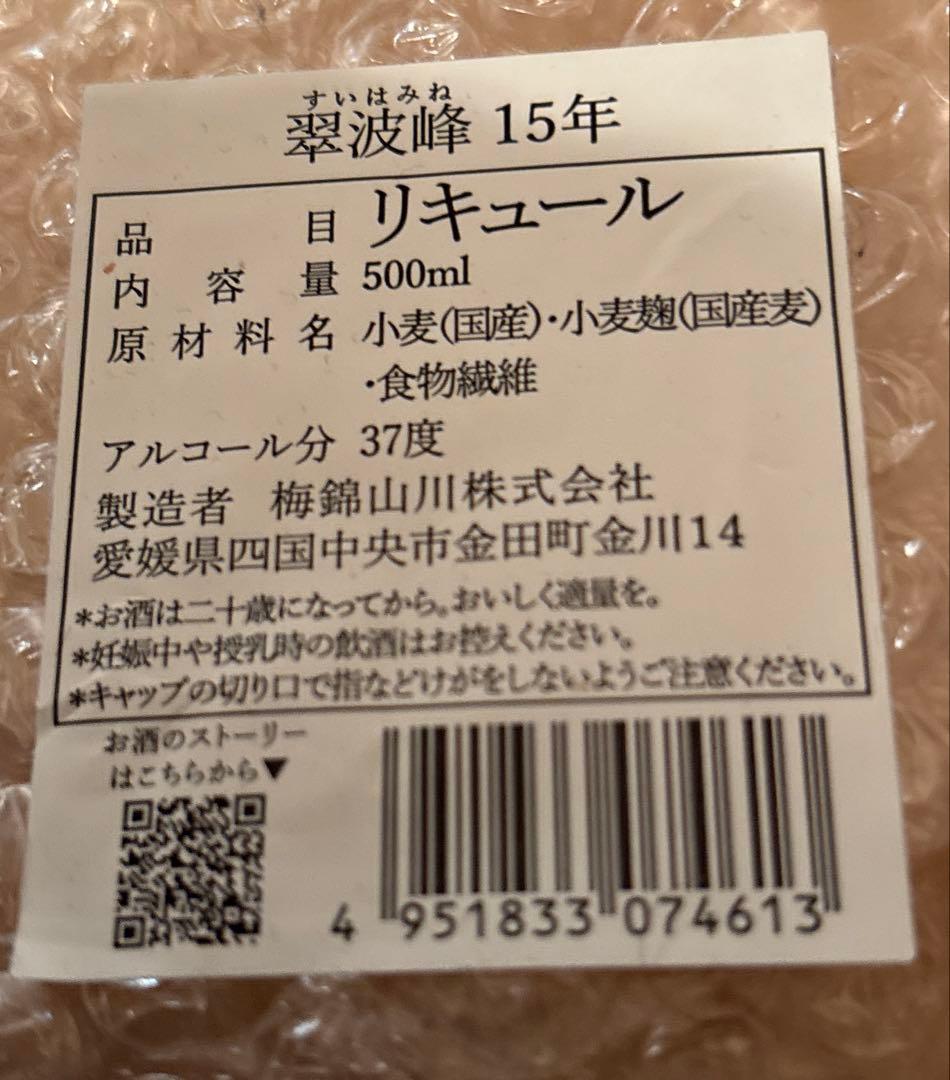 すいはみね
翠波峰 15年
品目 リキュール
内容量 500ml
原材料名 小麦(国産)・小麦麹(国産麦)
・食物繊維
アルコール分 37度
製造者 梅錦山川株式会社
愛媛県四国中央市金田町金川14
*お酒は二十歳になってから。おいしく適量を。
*妊娠中や授乳時の飲酒はお控えください。
*キャップの切り口で指などけがをしないようご注意ください。
お酒のストーリー
はこちらから▼
4 951833 074613